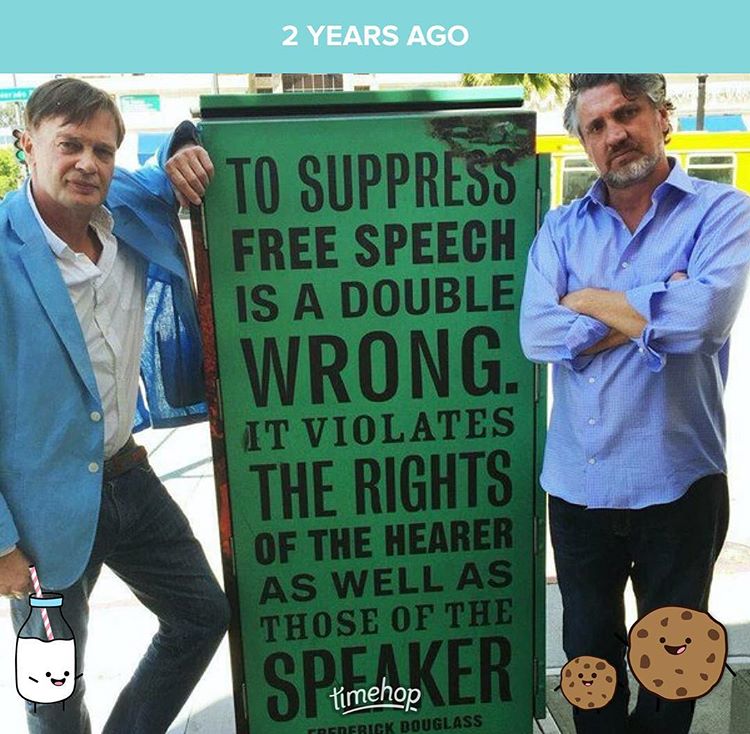 2 YEARS AGO
TO SUPPRESS
FREE SPEECH
IS A DOUBLE
WRONG.
IT VIOLATES
THE RIGHTS
OF THE HEARER
AS WELL AS
THOSE OF THE
SPEAKER
timehop
FREDERICK DOUGLASS